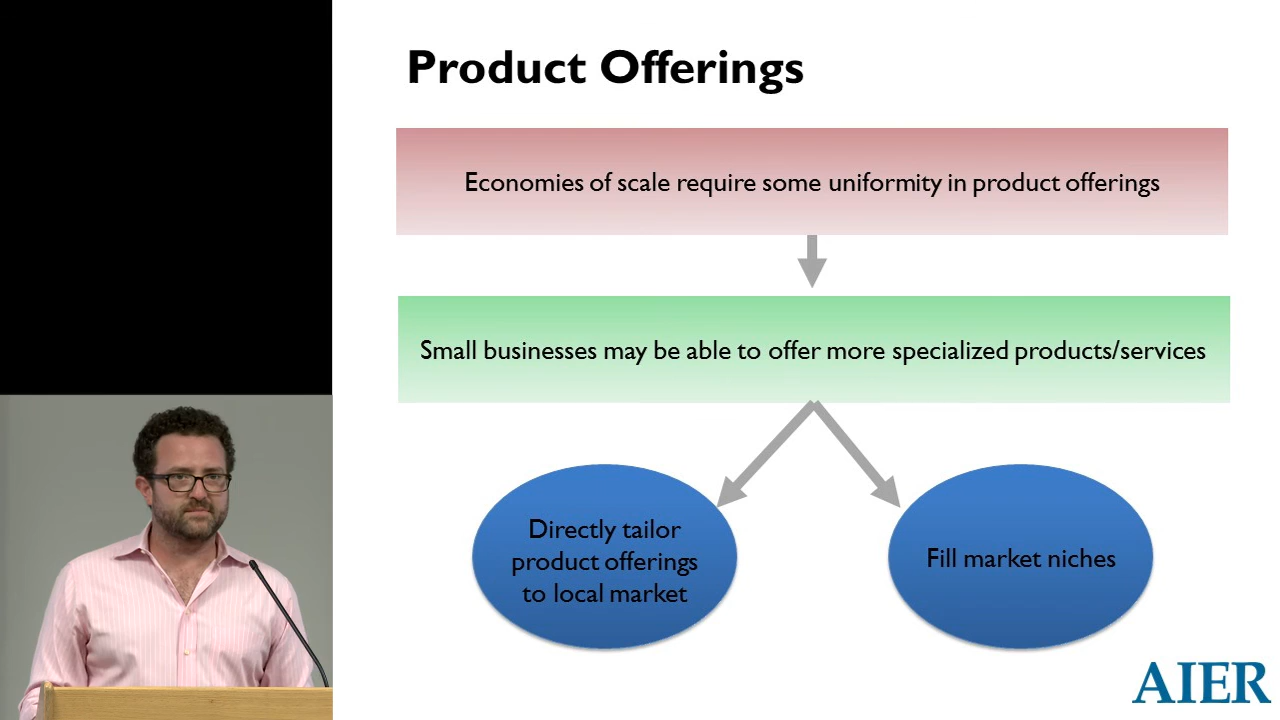 Product Offerings
Economies of scale require some uniformity in product offerings
Small businesses may be able to offer more specialized products/services
Directly tailor
product offerings
to local market
Fill market niches
AIER